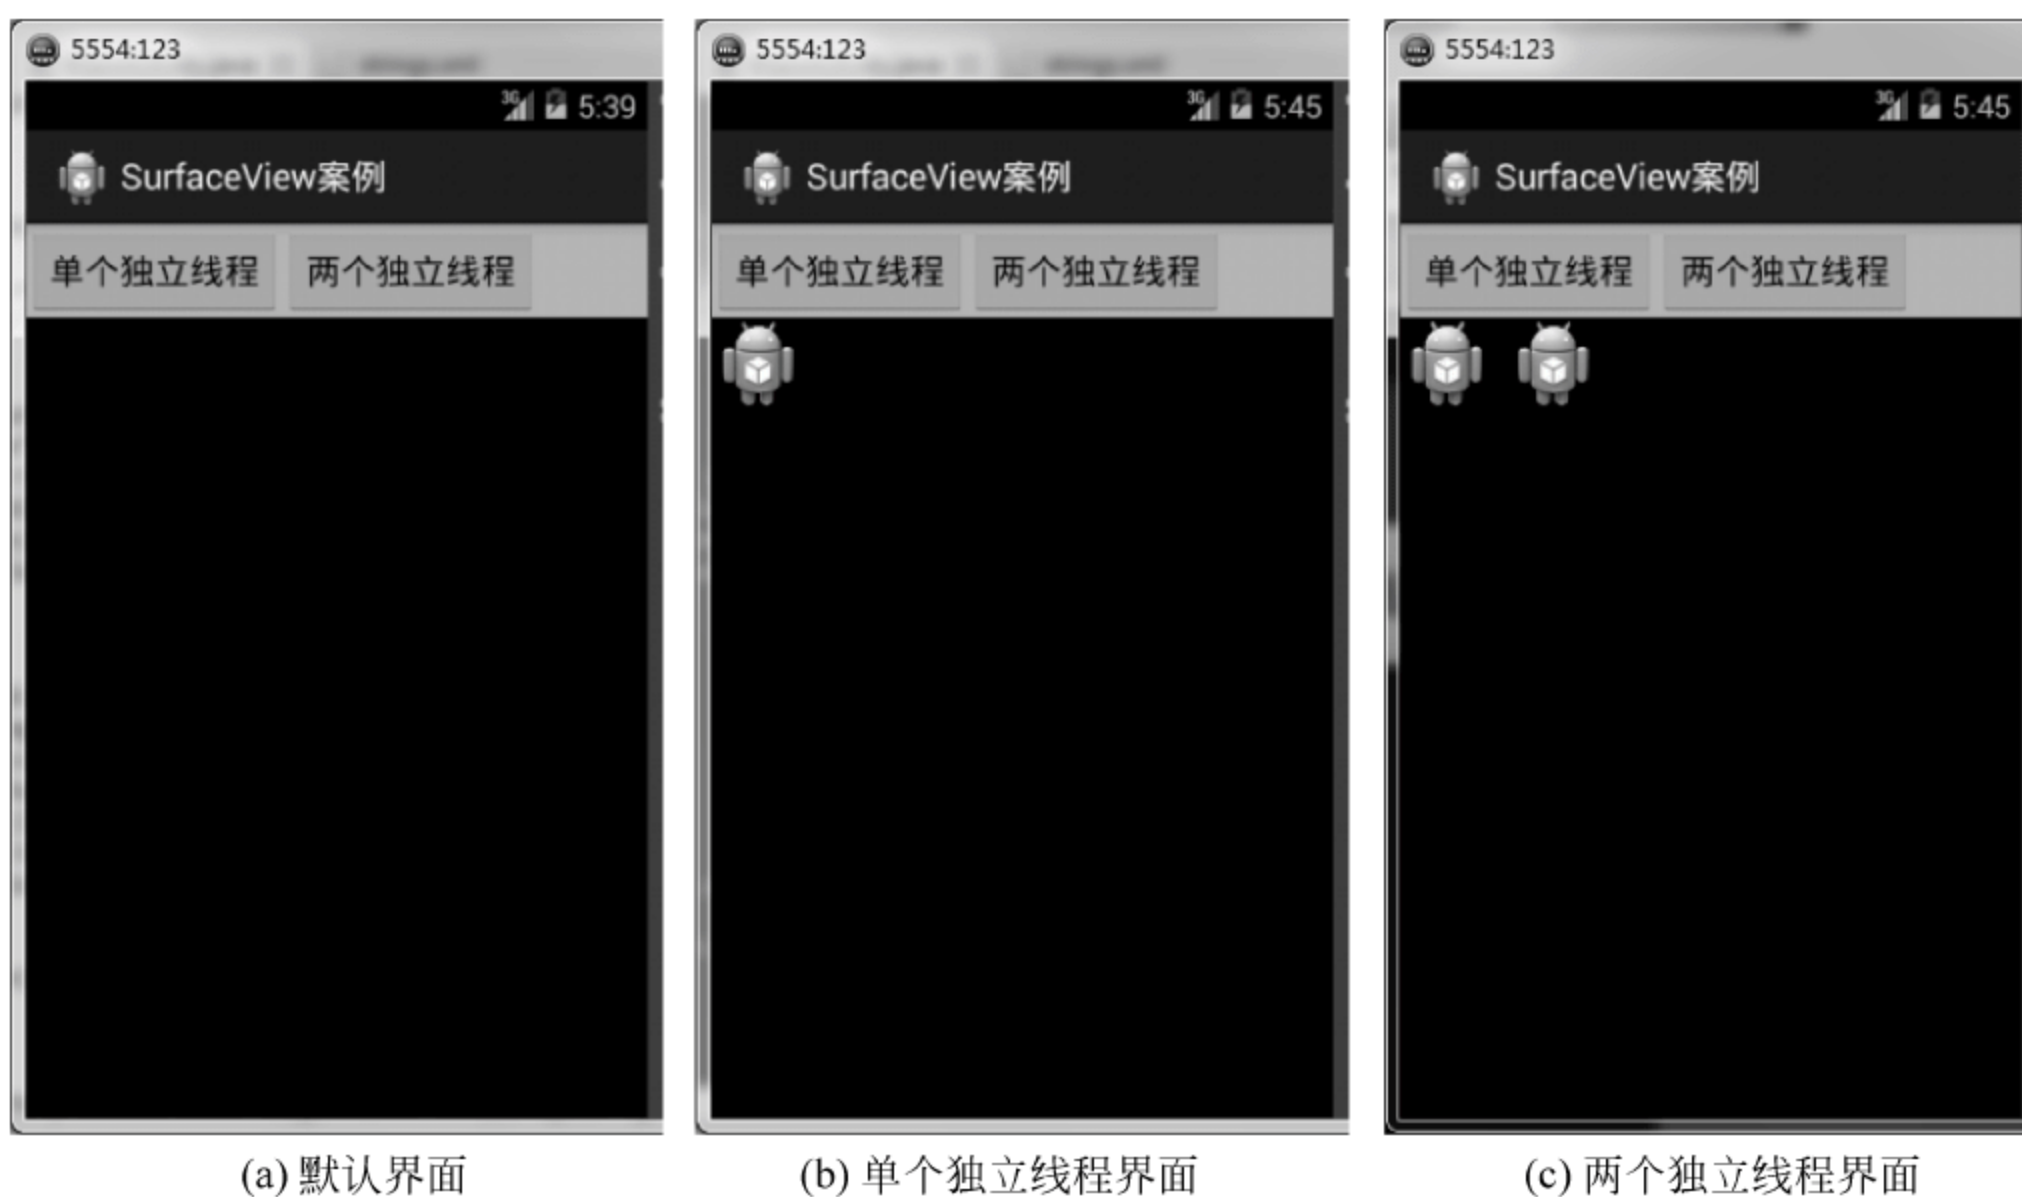 5554:123
3G 5:39
SurfaceView案例
单个独立线程 两个独立线程
(a) 默认界面
5554:123
3G 5:45
SurfaceView案例
单个独立线程 两个独立线程
(b) 单个独立线程界面
5554:123
3G 5:45
SurfaceView案例
单个独立线程 两个独立线程
(c) 两个独立线程界面